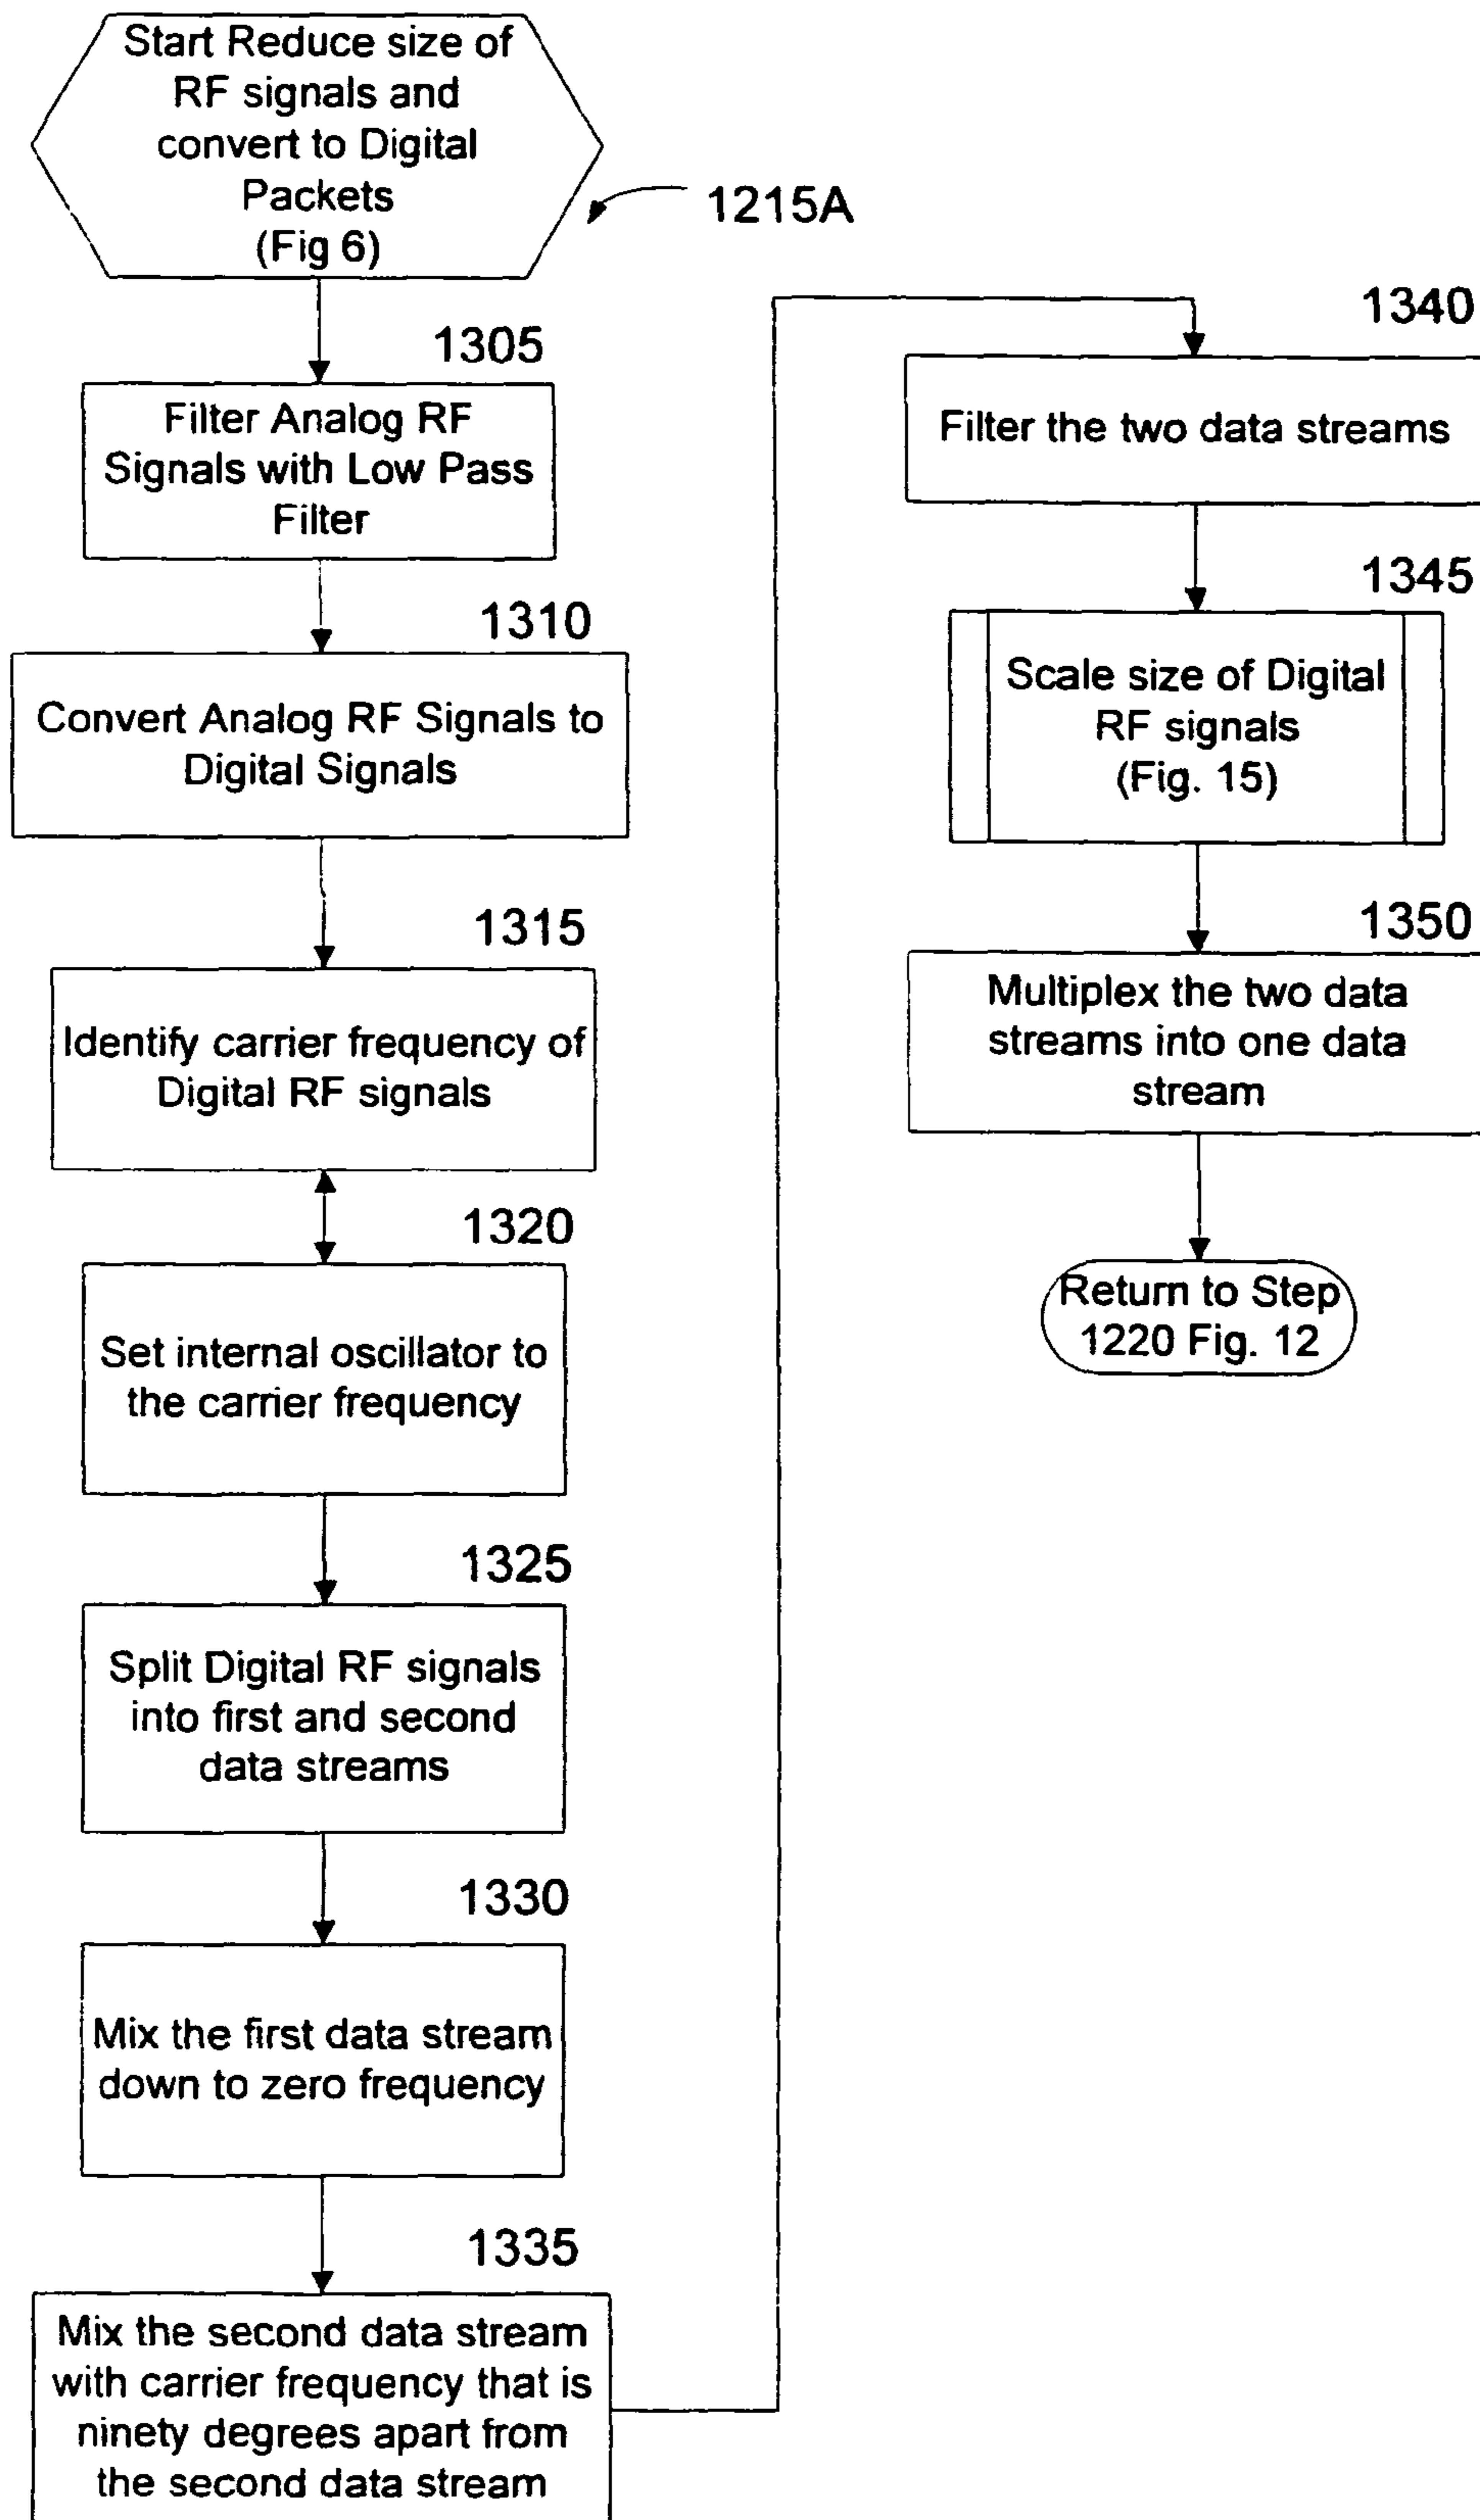 Start Reduce size of
RF signals and
convert to Digital
Packets
(Fig 6)
1215A
1305
Filter Analog RF
Signals with Low Pass
Filter
1310
Convert Analog RF Signals to
Digital Signals
1315
Identify carrier frequency of
Digital RF signals
1320
Set internal oscillator to
the carrier frequency
1325
Split Digital RF signals
into first and second
data streams
1330
Mix the first data stream
down to zero frequency
1335
Mix the second data stream
with carrier frequency that is
ninety degrees apart from
the second data stream
1340
Filter the two data streams
1345
Scale size of Digital
RF signals
(Fig. 15)
1350
Multiplex the two data
streams into one data
stream
Return to Step
1220 Fig. 12